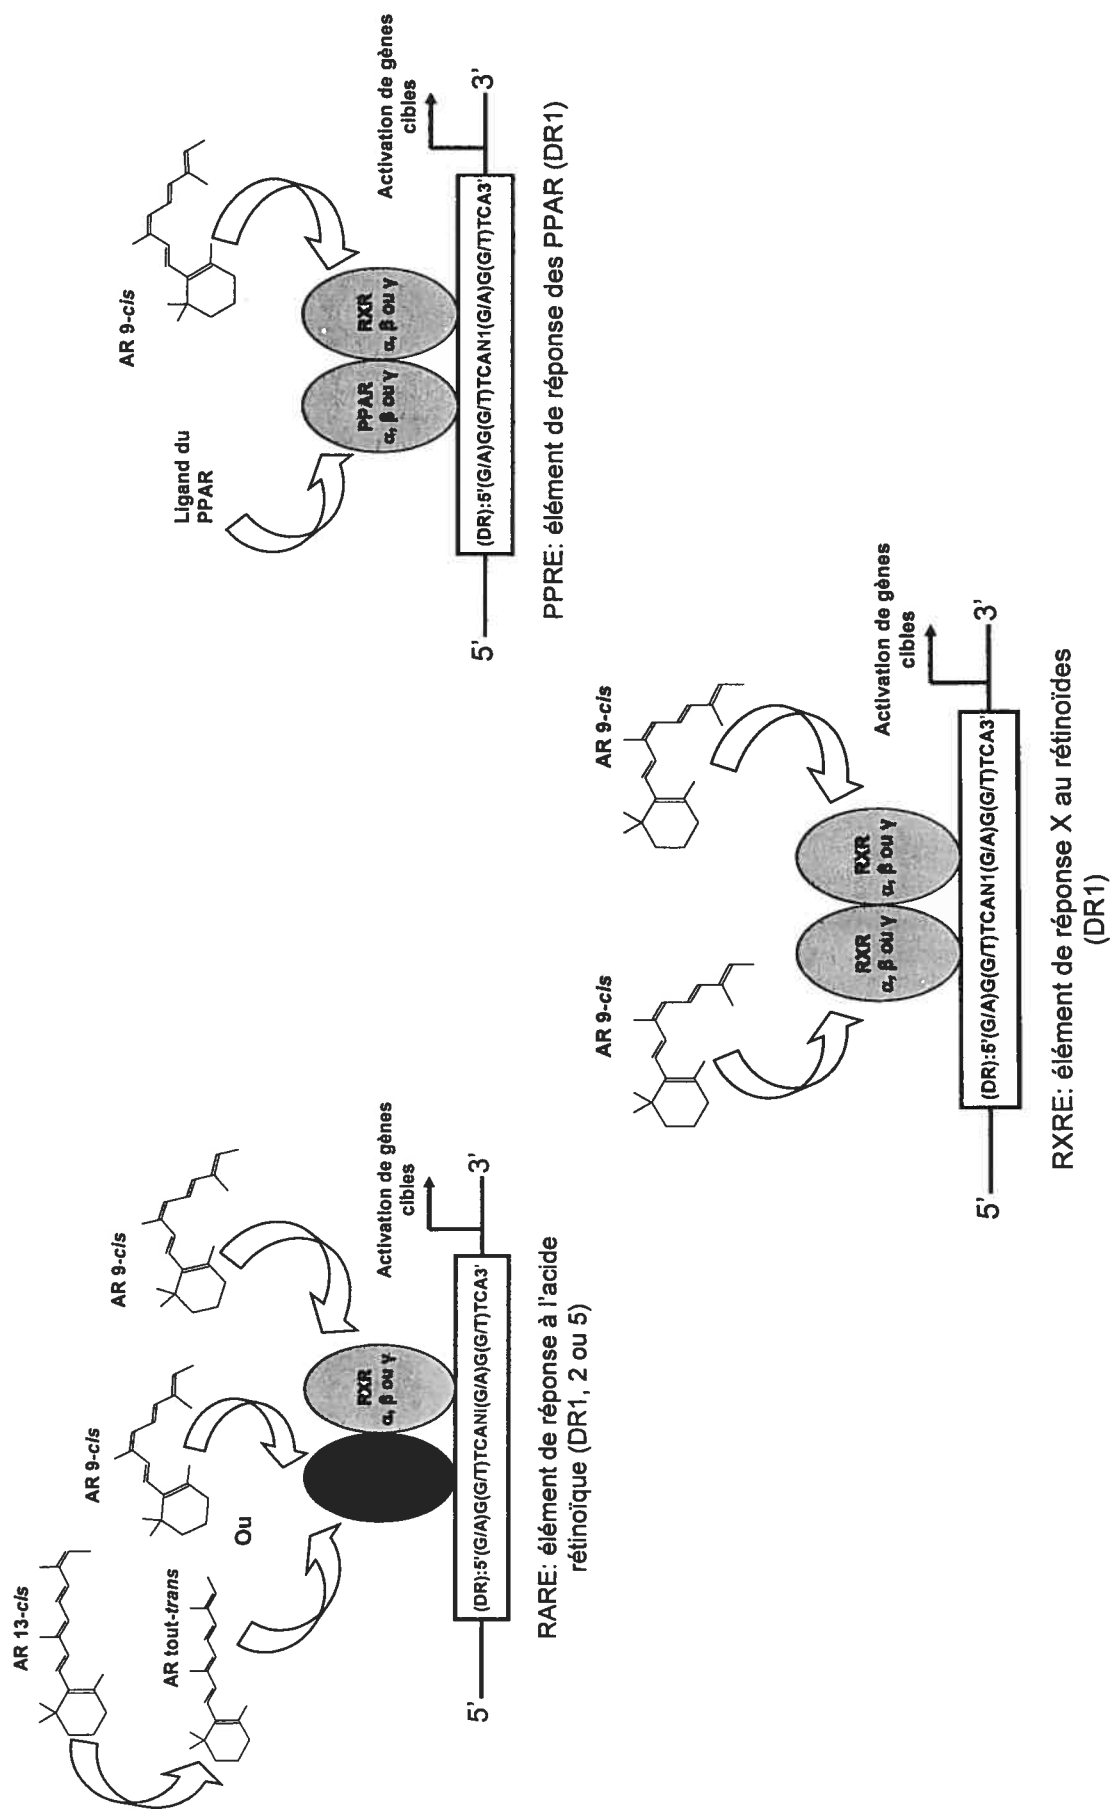 AR 13-cis
AR tout-trans
Ou
AR 9-cis
AR 9-cis
RXR
α, β ou γ
Activation de gènes
cibles
5'
(DR):5'(G/A)G(G/T)TCANi(G/A)G(G/T)TCA3'
3'
RARE: élément de réponse à l'acide
rétinoïque (DR1, 2 ou 5)
AR 9-cis
AR 9-cis
RXR
α, β ou γ
RXR
α, β ou γ
Activation de gènes
cibles
5'
(DR):5'(G/A)G(G/T)TCAN1(G/A)G(G/T)TCA3'
3'
RXRE: élément de réponse X au rétinoïdes
(DR1)
Ligand du
PPAR
AR 9-cis
PPAR
α, β ou γ
RXR
α, β ou γ
Activation de gènes
cibles
5'
(DR):5'(G/A)G(G/T)TCAN1(G/A)G(G/T)TCA3'
3'
PPRE: élément de réponse des PPAR (DR1)